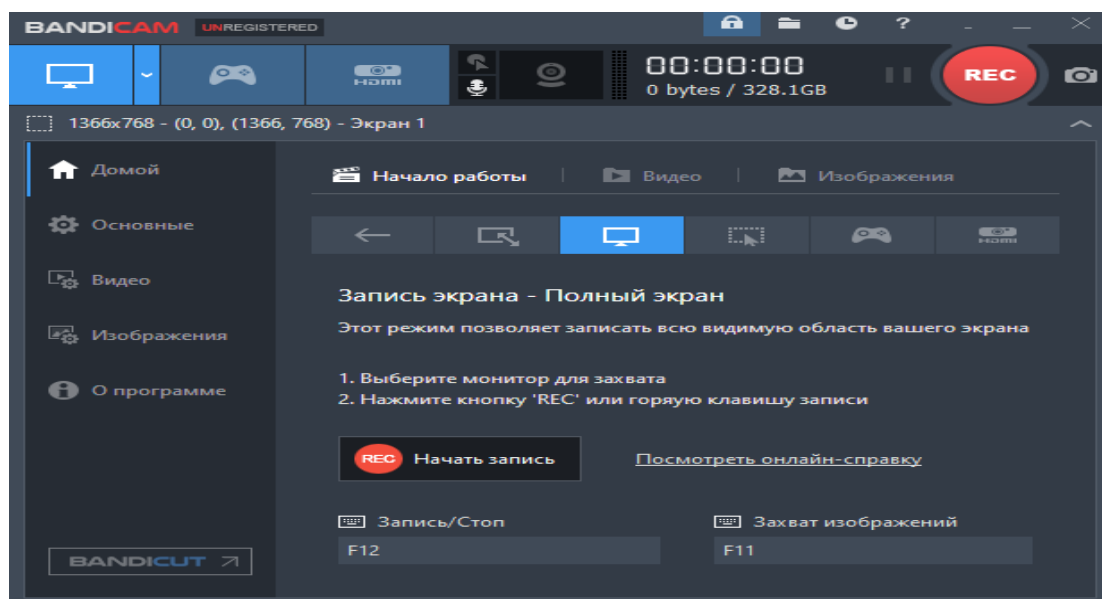 BANDICAM UNREGISTERED ?
HDMI 00:00:00 REC
0 bytes / 328.1GB
1366x768 - (0, 0), (1366, 768) - Экран 1
Домой
Начало работы Видео Изображения
Основные
HDMI
Видео
Запись экрана - Полный экран
Этот режим позволяет записать всю видимую область вашего экрана
Изображения
1. Выберите монитор для захвата
О программе
2. Нажмите кнопку 'REC' или горяую клавишу записи
REC Начать запись Посмотреть онлайн-справку
Запись/Стоп Захват изображений
F12 F11
BANDICUT